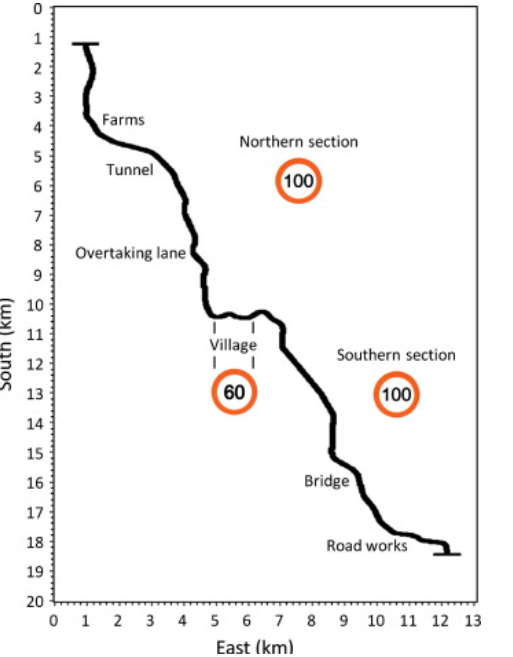 0
1
2
3
4
5
6
7
8
9
10
11
12
13
14
15
16
17
18
19
20
South (km)
Farms
Tunnel
Northern section
100
Overtaking lane
Village
60
Southern section
100
Bridge
Road works
0 1 2 3 4 5 6 7 8 9 10 11 12 13
East (km)